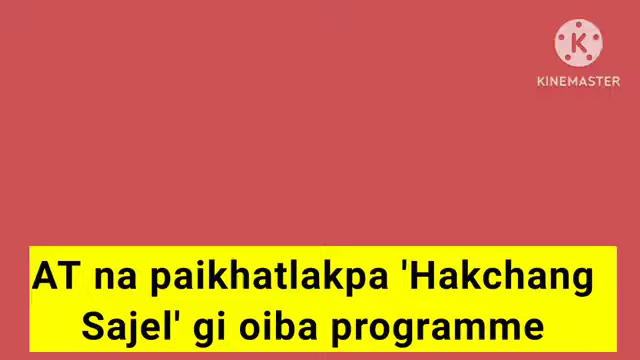 K
KINEMASTER
AT na paikhatlakpa 'Hakchang
Sajel' gi oiba programme